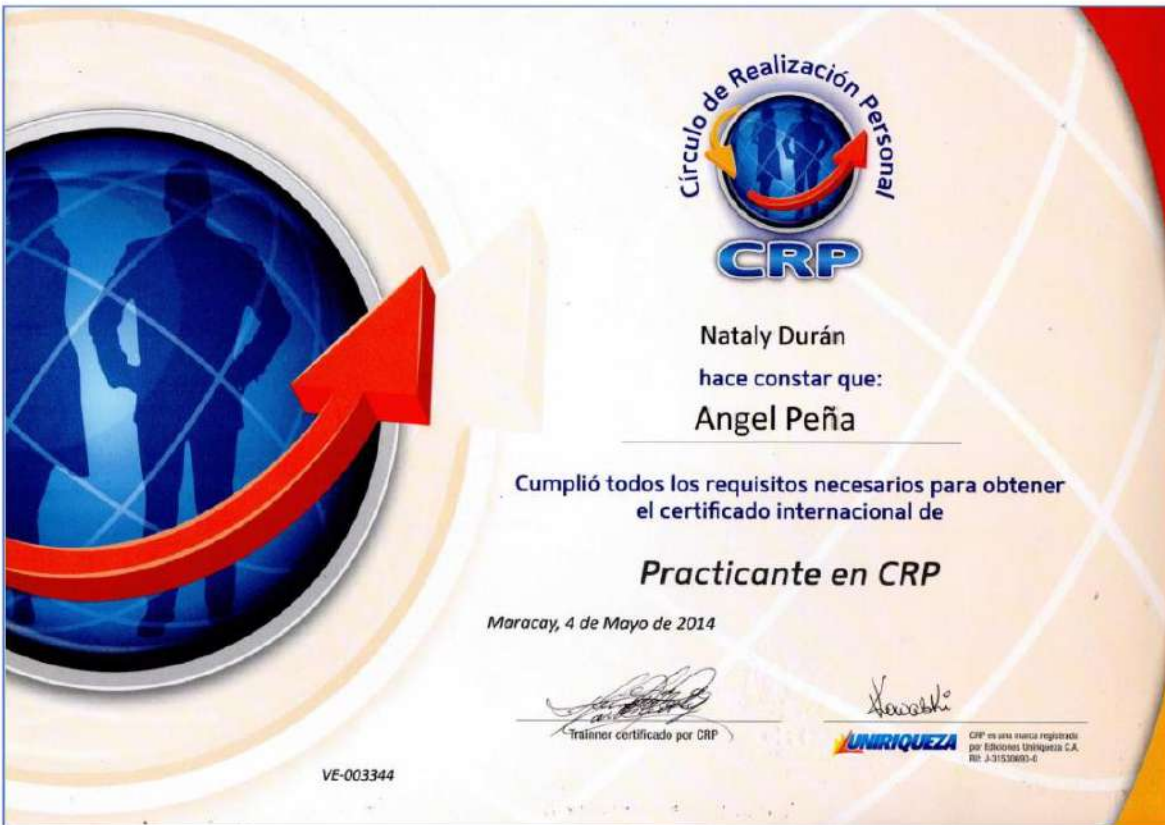 Círculo de Realización Personal
CRP
Nataly Durán
hace constar que:
Angel Peña
Cumplió todos los requisitos necesarios para obtener
el certificado internacional de
Practicante en CRP
Maracay, 4 de Mayo de 2014
Kowalski
Trainner certificado por CRP
UNIRIQUEZA
CRP es una marca registrada
por Ediciones Uniriqueza C.A.
VE-003344